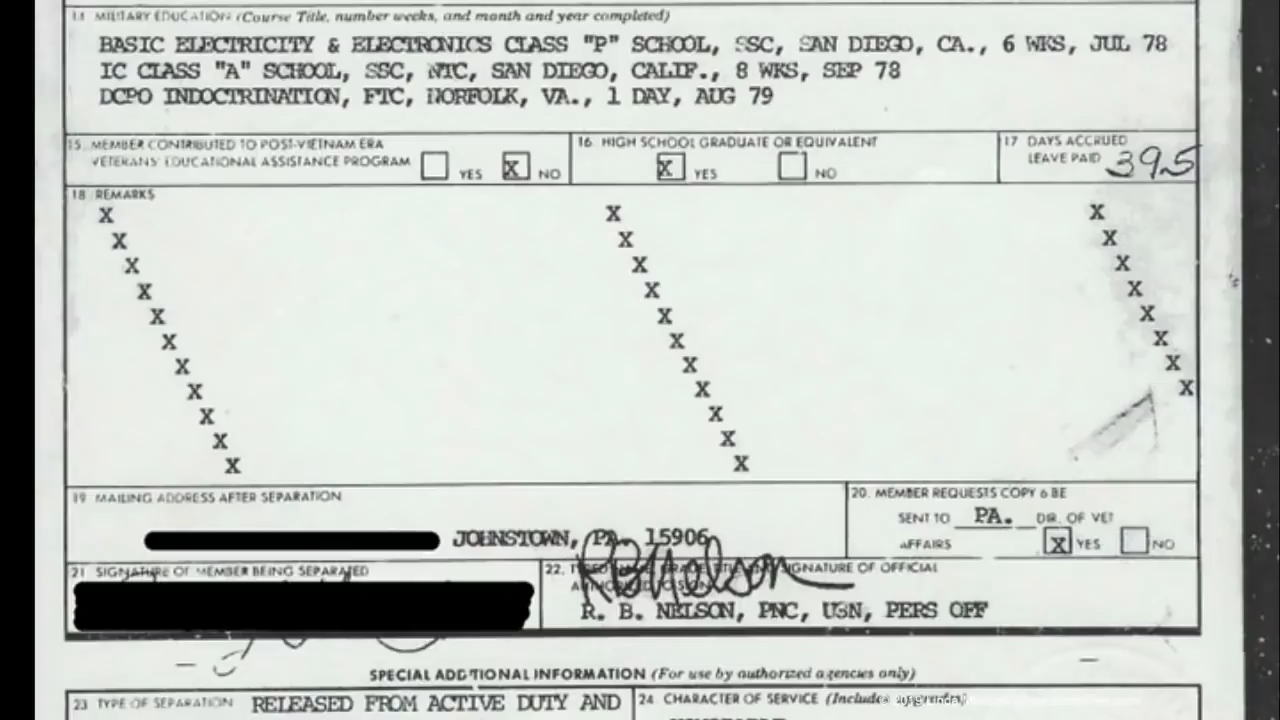 14 MILITARY EDUCATION (Course Title, number weeks, and month and year completed)
BASIC ELECTRICITY & ELECTRONICS CLASS "P" SCHOOL, SSC, SAN DIEGO, CA., 6 WKS, JUL 78
IC CLASS "A" SCHOOL, SSC, NTC, SAN DIEGO, CALIF., 8 WKS, SEP 78
DCPO INDOCTRINATION, FTC, NORFOLK, VA., 1 DAY, AUG 79
15. MEMBER CONTRIBUTED TO POST-VIETNAM ERA
VETERANS' EDUCATIONAL ASSISTANCE PROGRAM YES X NO
16. HIGH SCHOOL GRADUATE OR EQUIVALENT
X YES NO
17 DAYS ACCRUED
LEAVE PAID 39.5
18 REMARKS
X X X
X X X
X X X
X X X
X X X
X X X
X X X
X X X
X X
X X
X X
19 MAILING ADDRESS AFTER SEPARATION
JOHNSTOWN, PA. 15906
20. MEMBER REQUESTS COPY 6 BE
SENT TO PA. DIR. OF VET
AFFAIRS X YES NO
21 SIGNATURE OF MEMBER BEING SEPARATED
22. SIGNATURE OF OFFICIAL
AUTHORIZED TO SIGN
R B Nelson
R. B. NELSON, PNC, USN, PERS OFF
SPECIAL ADDITIONAL INFORMATION (For use by authorized agencies only)
23 TYPE OF SEPARATION RELEASED FROM ACTIVE DUTY AND
24 CHARACTER OF SERVICE (Includes upgrades)